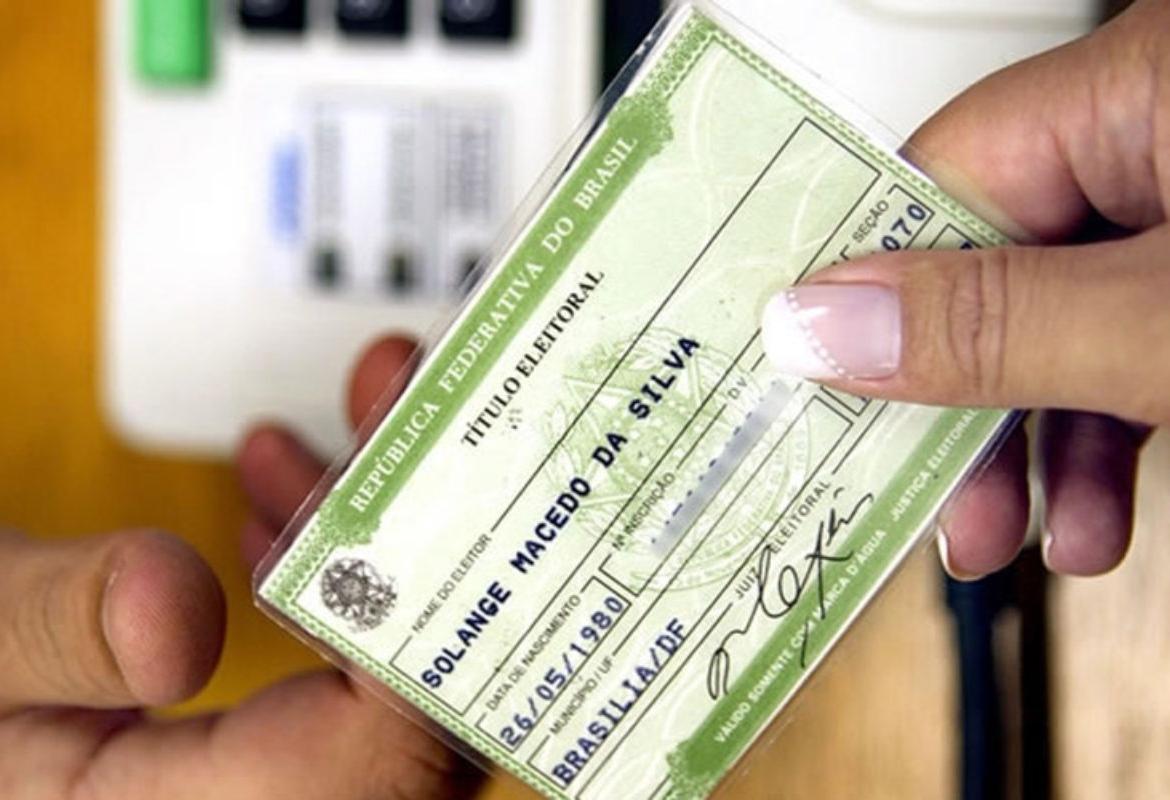 REPÚBLICA FEDERATIVA DO BRASIL
TÍTULO ELEITORAL
NOME DO ELEITOR
SOLANGE MACEDO DA SILVA
DATA DE NASCIMENTO
26/05/1980
Nº INSCRIÇÃO
D.V.
SEÇÃO
070
MUNICÍPIO / UF
BRASILIA/DF
JUIZ ELEITORAL
VÁLIDO SOMENTE COM MARCA D'ÁGUA JUSTIÇA ELEITORAL